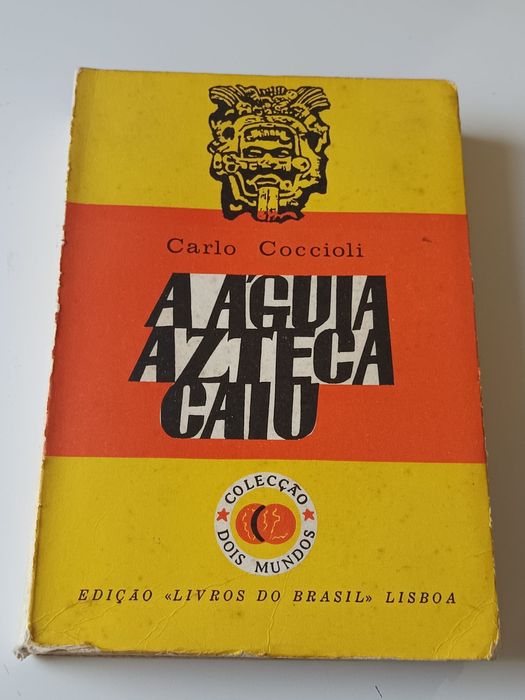 Carlo Coccioli
A ÁGUIA
AZTECA
CAIU
COLECÇÃO
DOIS MUNDOS
EDIÇÃO «LIVROS DO BRASIL» LISBOA